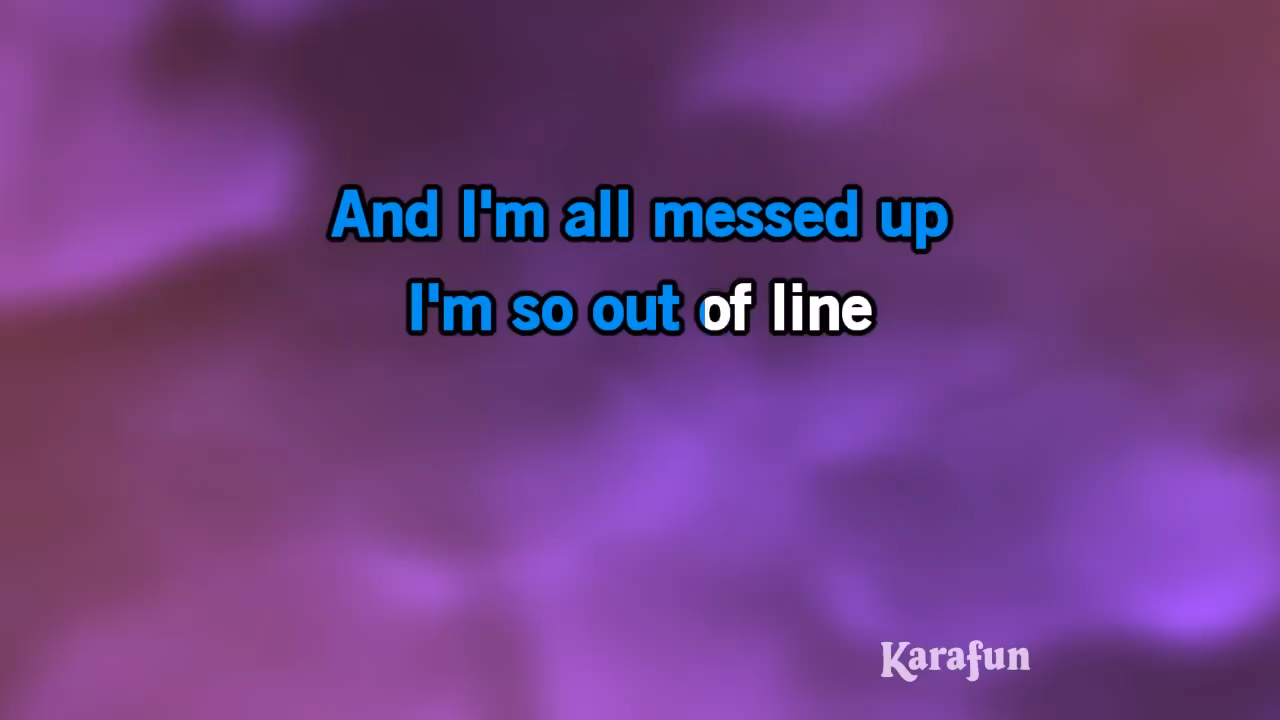 And I'm all messed up
I'm so out of line
Karafun